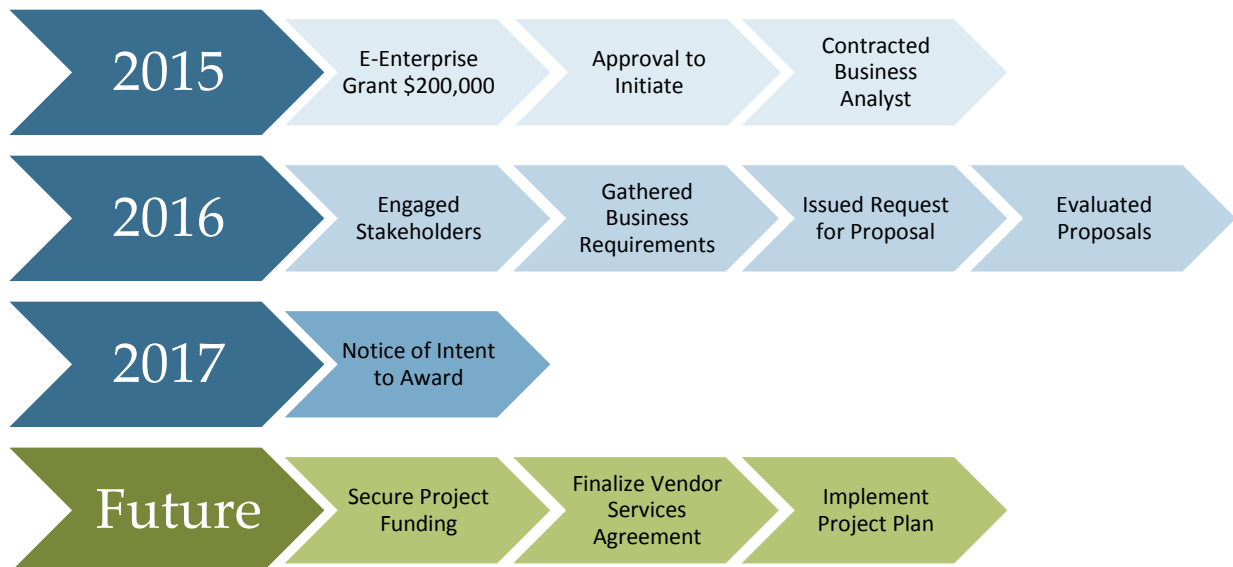 2015
E-Enterprise
Grant $200,000
Approval to
Initiate
Contracted
Business
Analyst
2016
Engaged
Stakeholders
Gathered
Business
Requirements
Issued Request
for Proposal
Evaluated
Proposals
2017
Notice of Intent
to Award
Future
Secure Project
Funding
Finalize Vendor
Services
Agreement
Implement
Project Plan